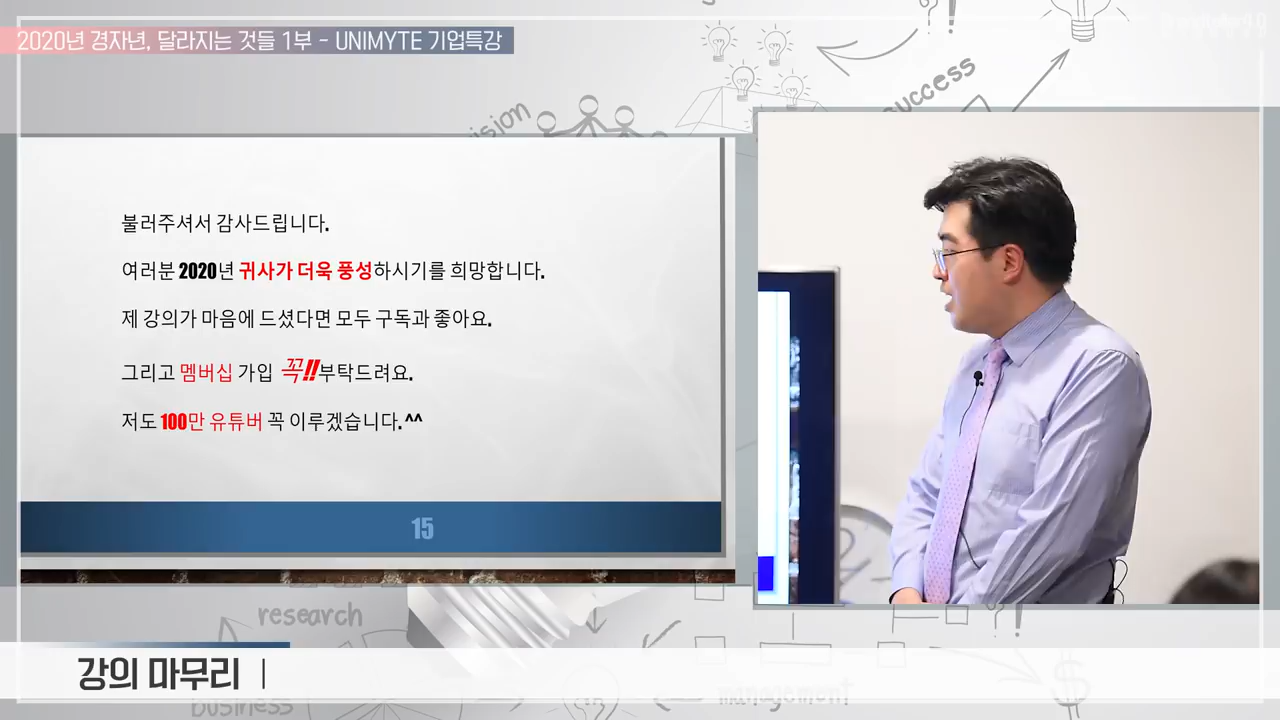 2020년 경자년, 달라지는 것들 1부 - UNIMYTE 기업특강
success
vision
불러주셔서 감사드립니다.
여러분 2020년 귀사가 더욱 풍성하시기를 희망합니다.
제 강의가 마음에 드셨다면 모두 구독과 좋아요.
그리고 멤버십 가입 꼭!! 부탁드려요.
저도 100만 유튜버 꼭 이루겠습니다. ^^
15
research
강의 마무리
management
business